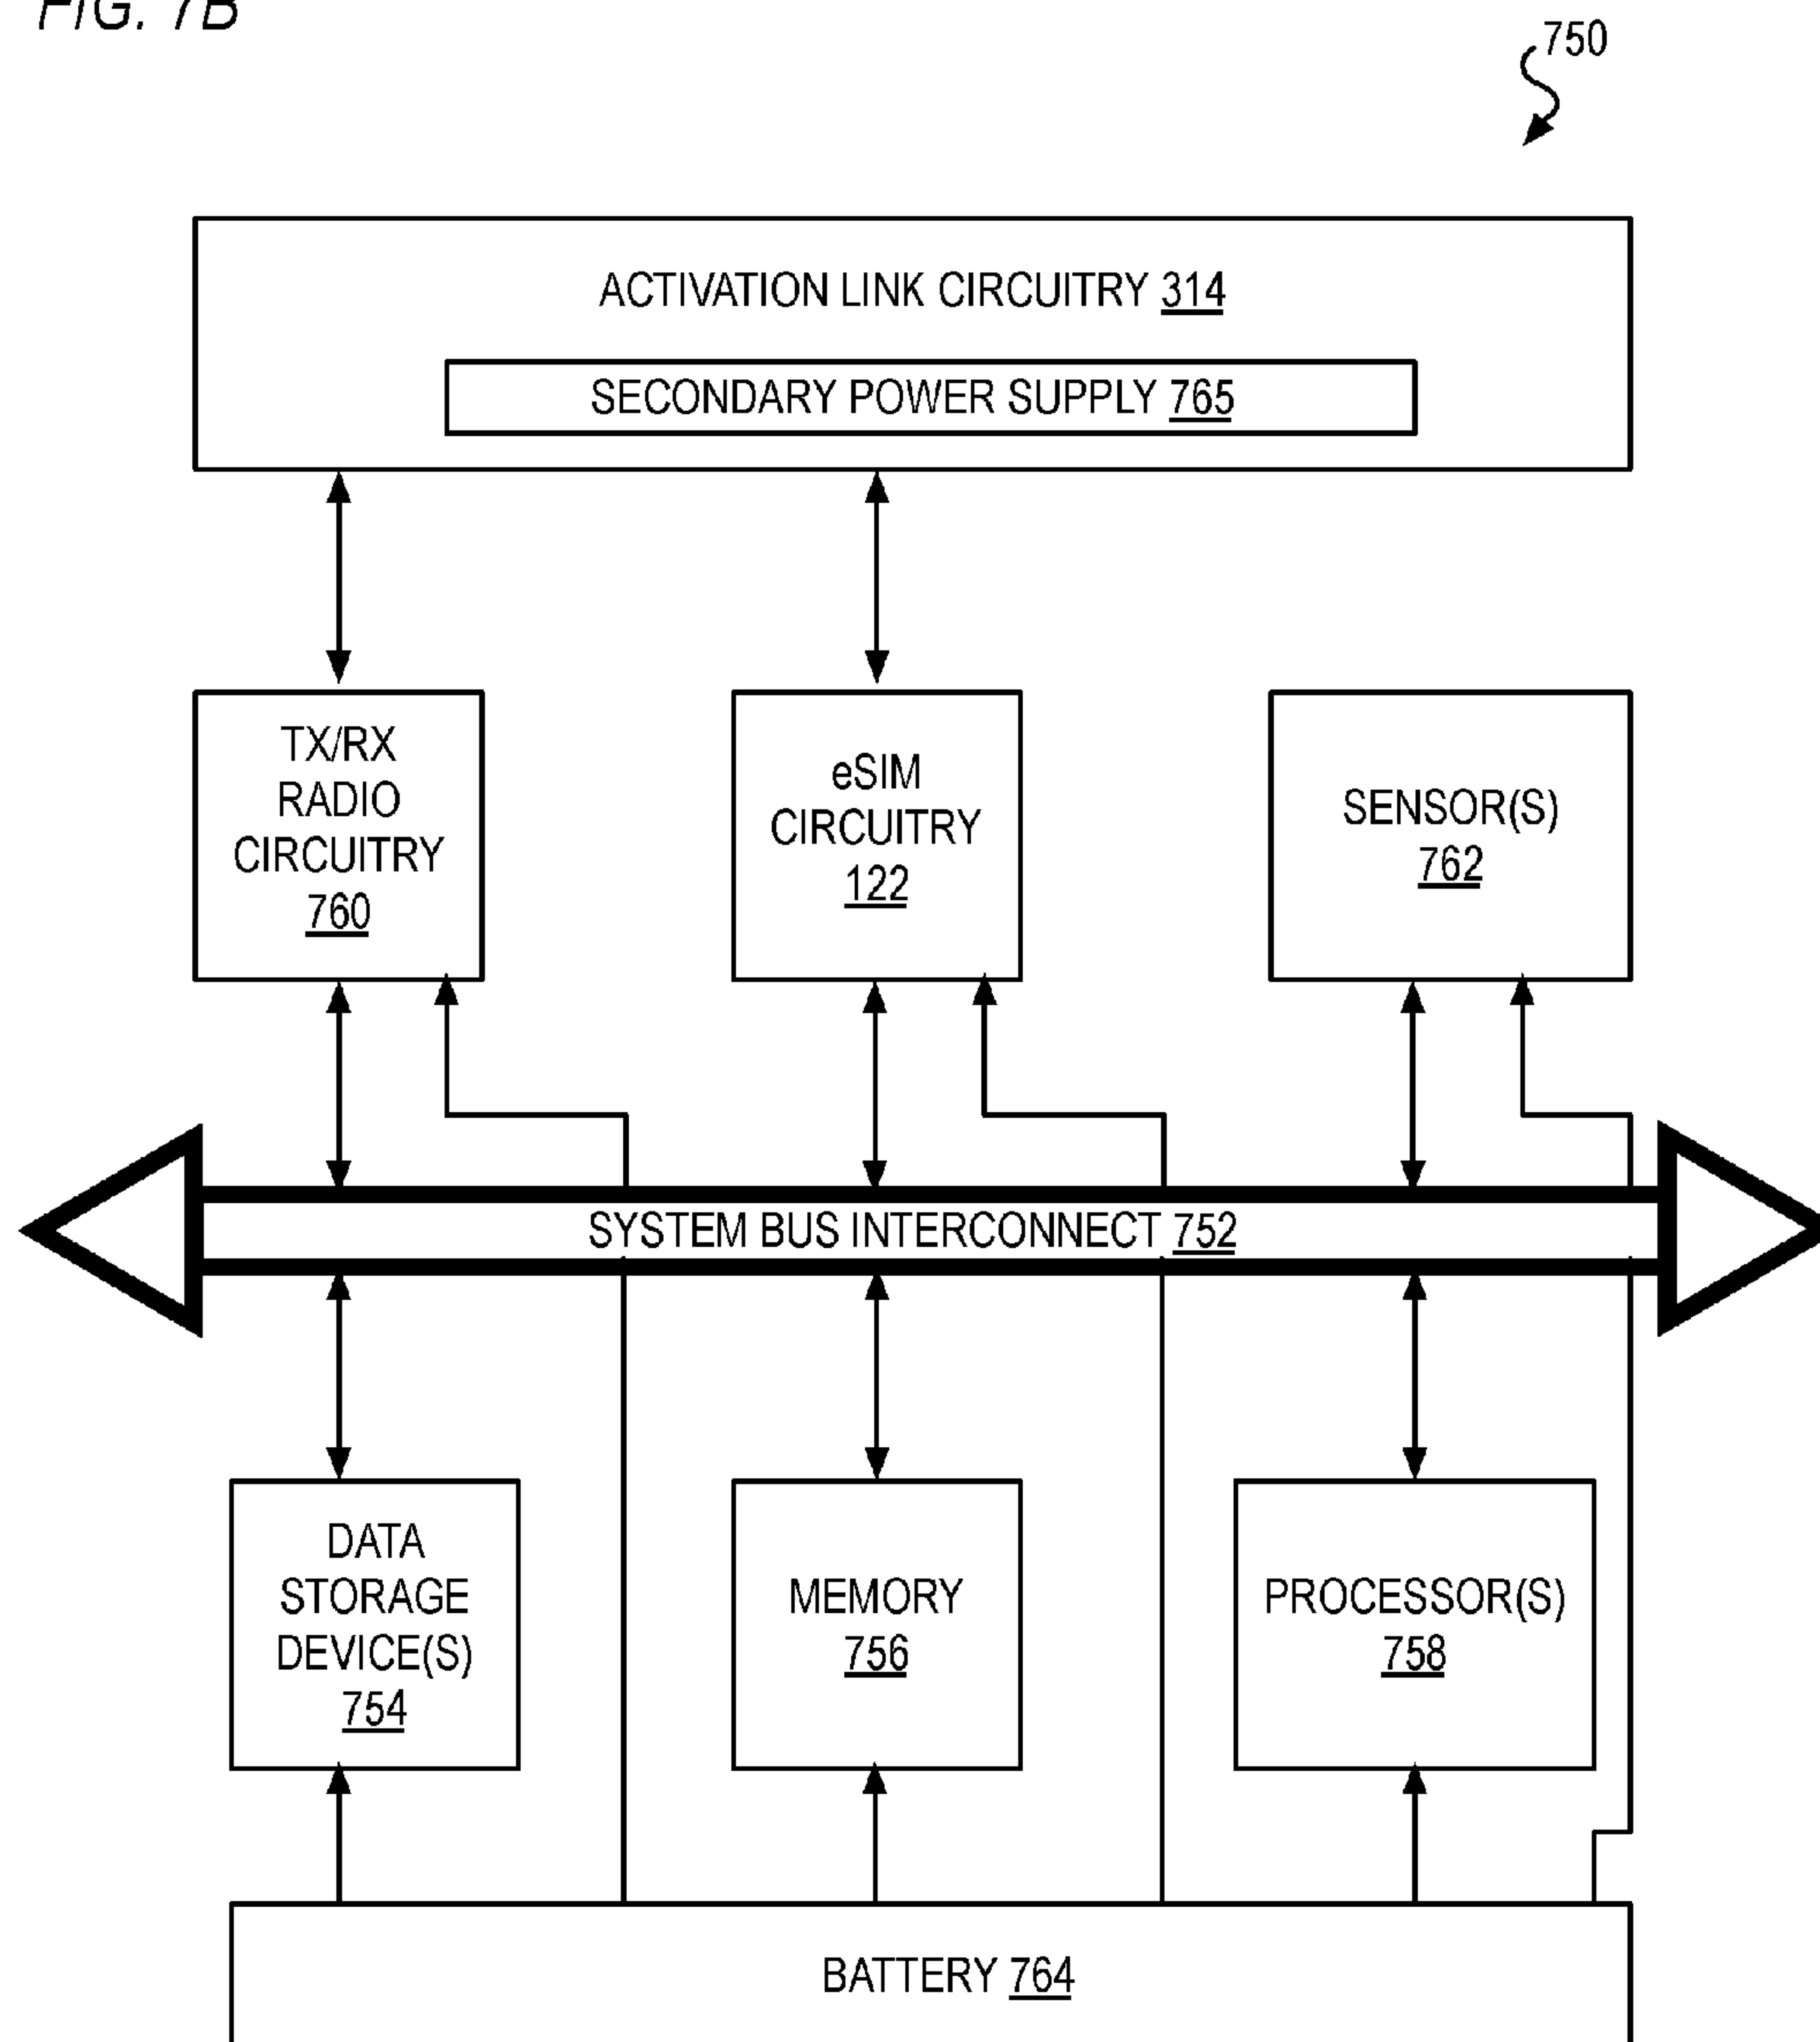 FIG. 7B
750
ACTIVATION LINK CIRCUITRY 314
SECONDARY POWER SUPPLY 765
TX/RX
RADIO
CIRCUITRY
760
eSIM
CIRCUITRY
122
SENSOR(S)
762
SYSTEM BUS INTERCONNECT 752
DATA
STORAGE
DEVICE(S)
754
MEMORY
756
PROCESSOR(S)
758
BATTERY 764